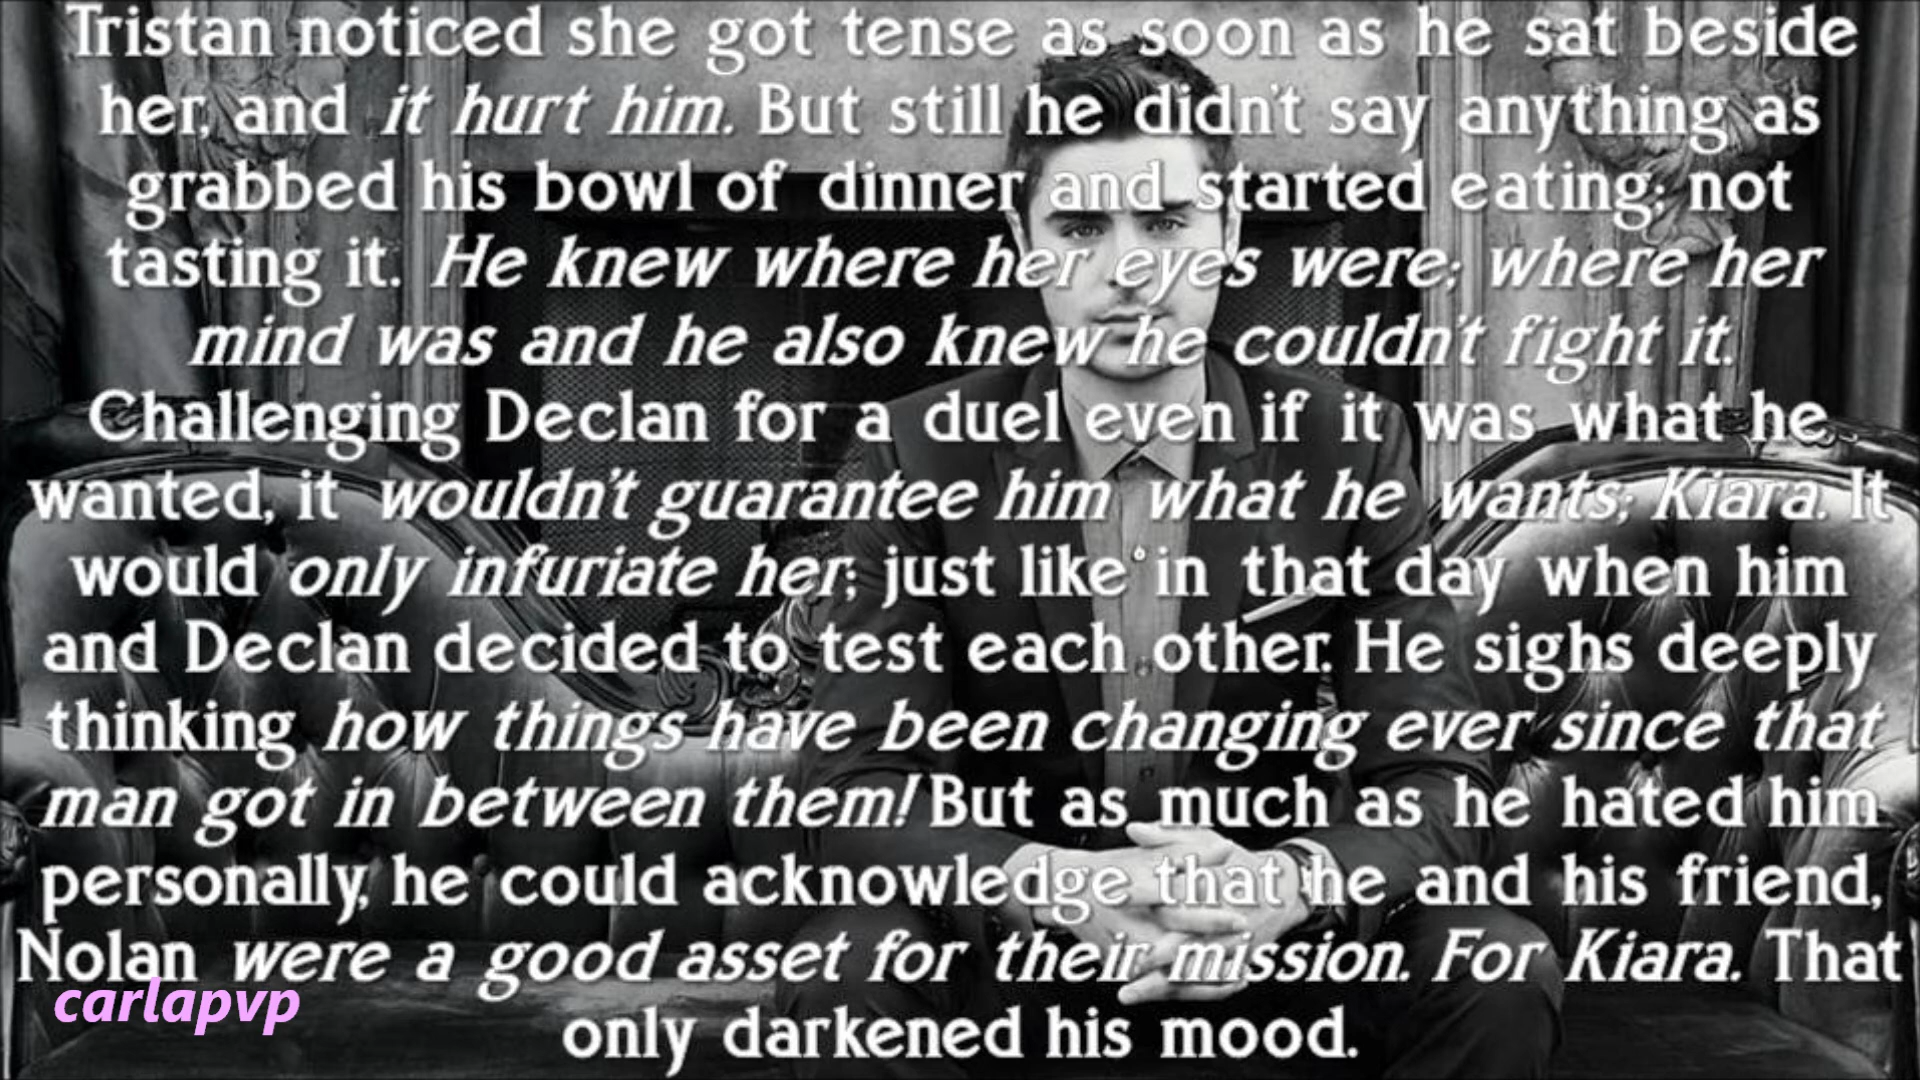 Tristan noticed she got tense as soon as he sat beside
her, and it hurt him. But still he didn't say anything as
grabbed his bowl of dinner and started eating; not
tasting it. He knew where her eyes were; where her
mind was and he also knew he couldn't fight it.
Challenging Declan for a duel even if it was what he
wanted, it wouldn't guarantee him what he wants; Kiara. It
would only infuriate her; just like in that day when him
and Declan decided to test each other. He sighs deeply
thinking how things have been changing ever since that
man got in between them! But as much as he hated him
personally, he could acknowledge that he and his friend,
Nolan were a good asset for their mission. For Kiara. That
only darkened his mood.
carlapvp